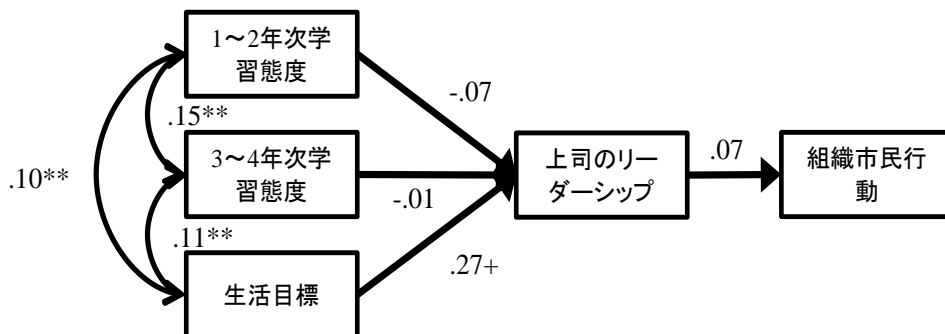 1～2年次学
習態度
-.07
.15**
3～4年次学
習態度
.10**
-.01
上司のリー
ダーシップ
.07
組織市民行
動
.11**
.27+
生活目標